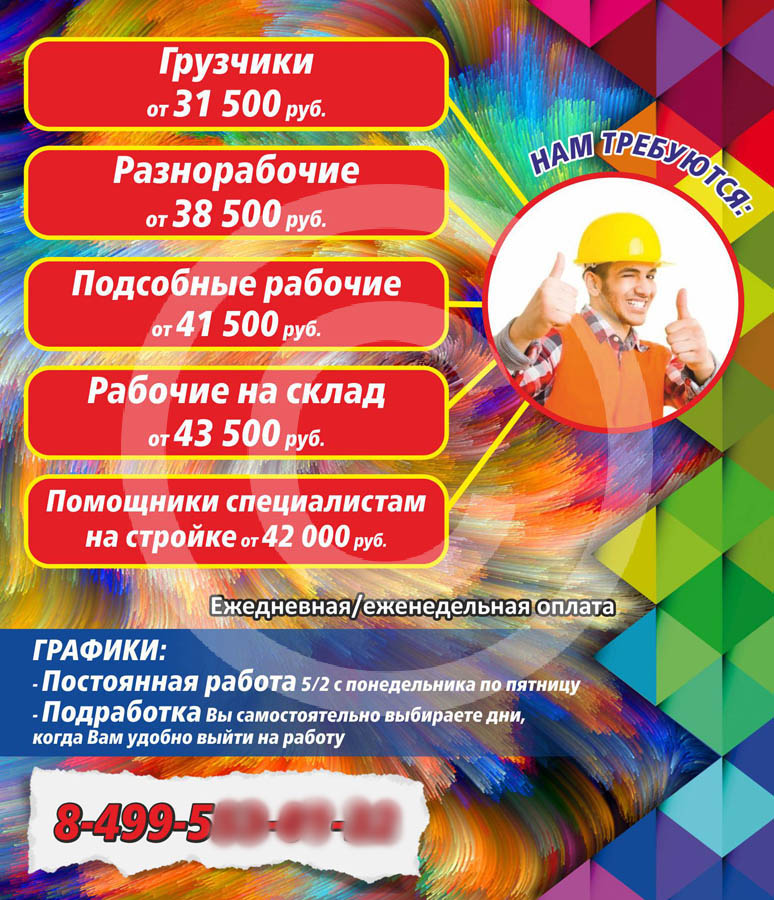 НАМ ТРЕБУЮТСЯ:
Грузчики
от 31 500 руб.
Разнорабочие
от 38 500 руб.
Подсобные рабочие
от 41 500 руб.
Рабочие на склад
от 43 500 руб.
Помощники специалистам
на стройке от 42 000 руб.
Ежедневная/еженедельная оплата
ГРАФИКИ:
- Постоянная работа 5/2 с понедельника по пятницу
- Подработка Вы самостоятельно выбираете дни,
когда Вам удобно выйти на работу
8-499-5